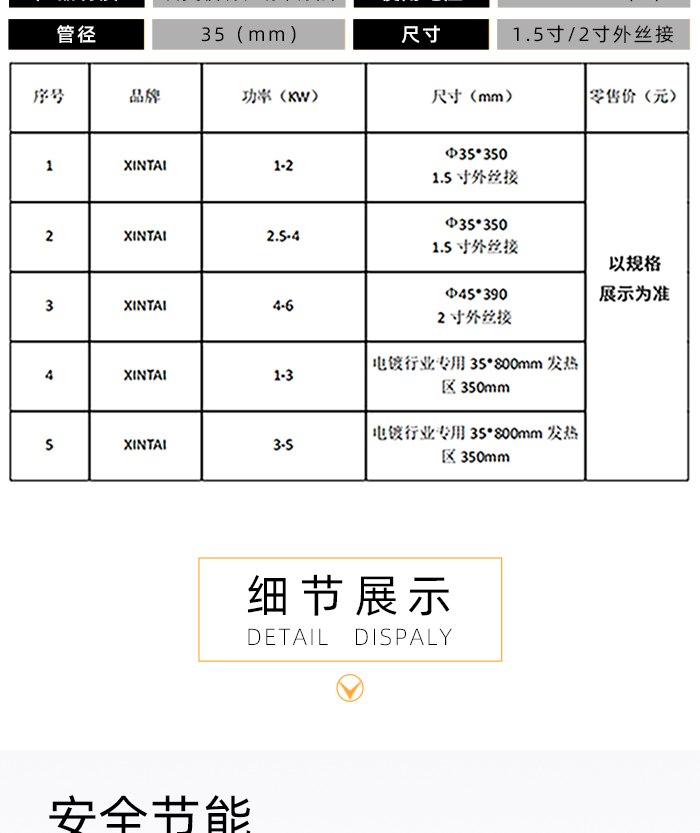 管径 35（mm） 尺寸 1.5寸/2寸外丝接
序号 品牌 功率（KW） 尺寸（mm） 零售价（元）
1 XINTAI 1-2 Φ35*350
1.5 寸外丝接
2 XINTAI 2.5-4 Φ35*350
1.5 寸外丝接
3 XINTAI 4-6 Φ45*390
2 寸外丝接
4 XINTAI 1-3 电镀行业专用 35*800mm 发热
区 350mm
5 XINTAI 3-5 电镀行业专用 35*800mm 发热
区 350mm
以规格
展示为准
细节展示
DETAIL DISPALY
安全节能